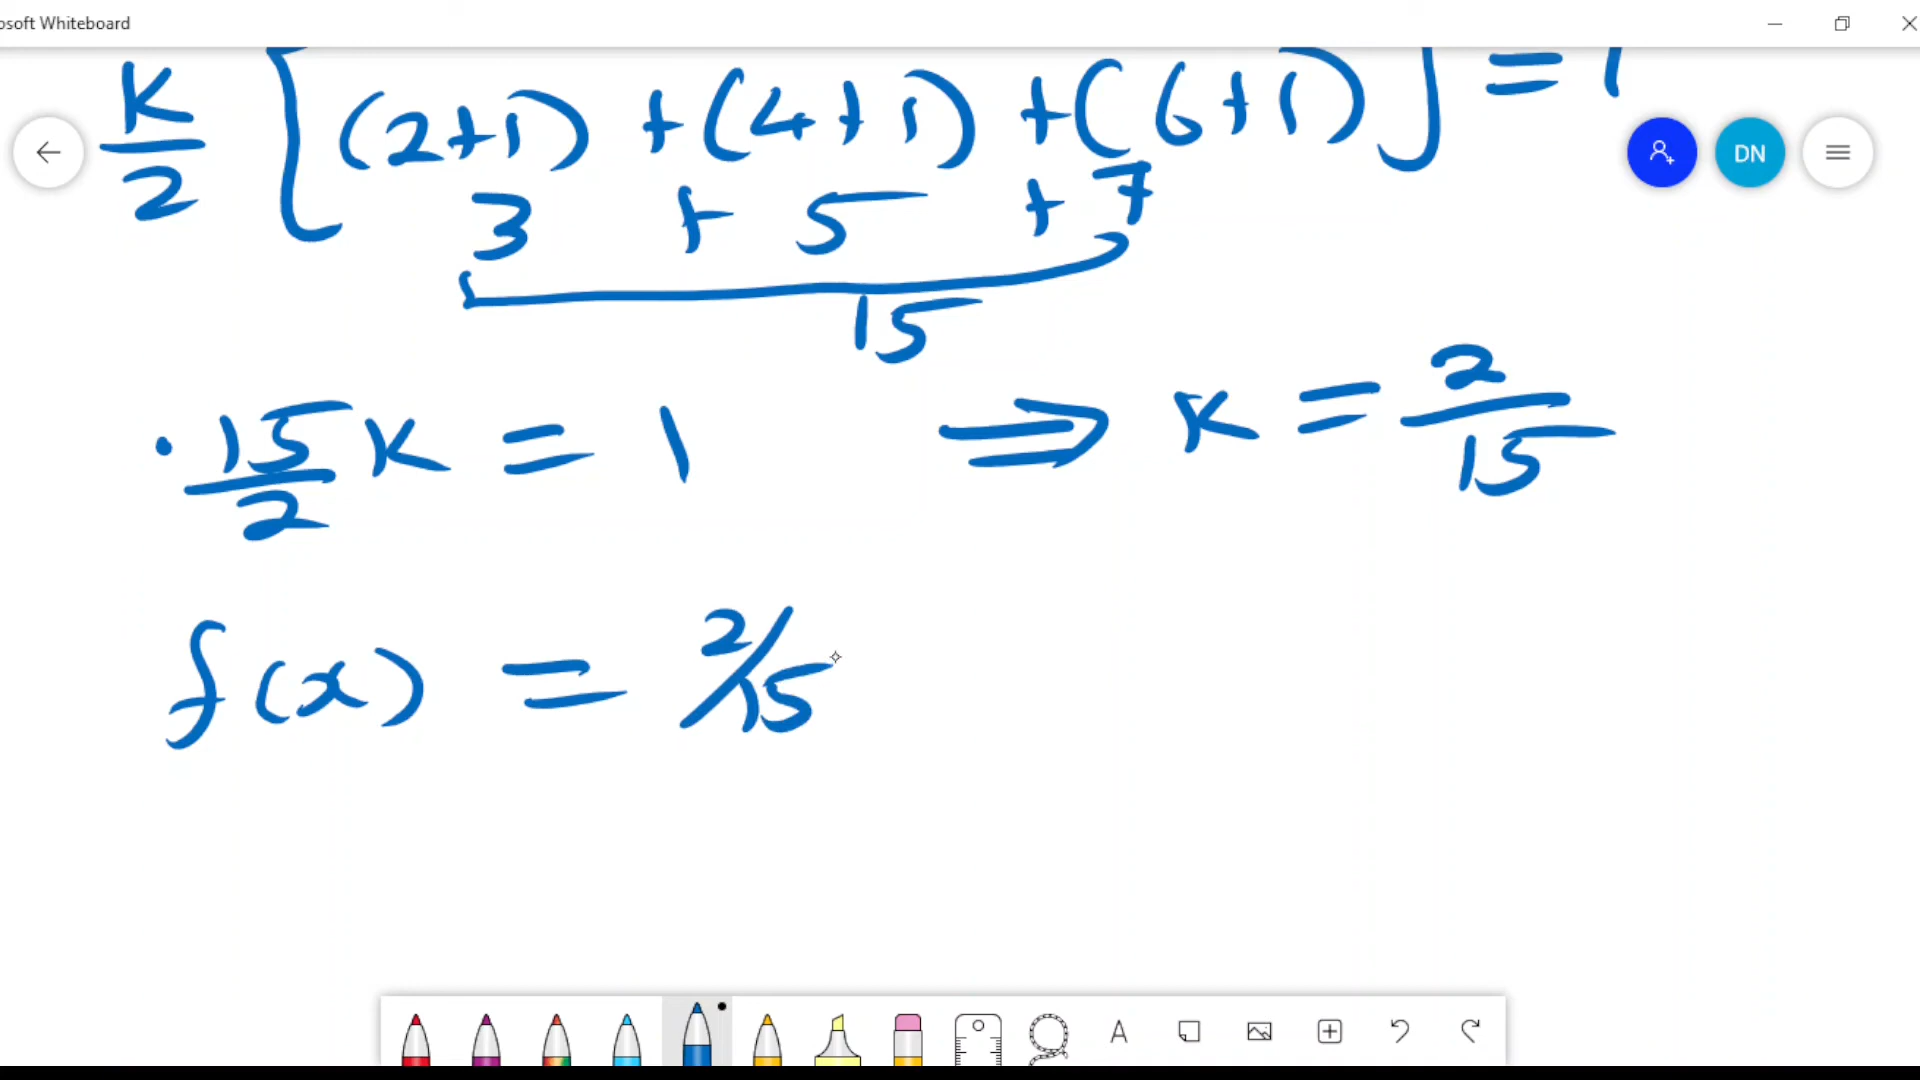 osoft Whiteboard
K/2 [(2+1) + (4+1) + (6+1)] = 1
3 + 5 + 7
15
DN
· 15/2 K = 1 ⇒ K = 2/15
f(x) = 2/15
A